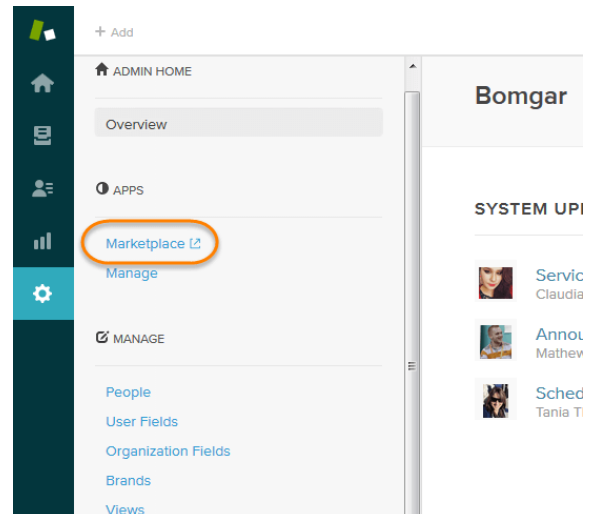 + Add
ADMIN HOME
Overview
APPS
Marketplace
Manage
MANAGE
People
User Fields
Organization Fields
Brands
Views
Bomgar
SYSTEM UP
Servic
Claudia
Annou
Mathew
Sched
Tania T